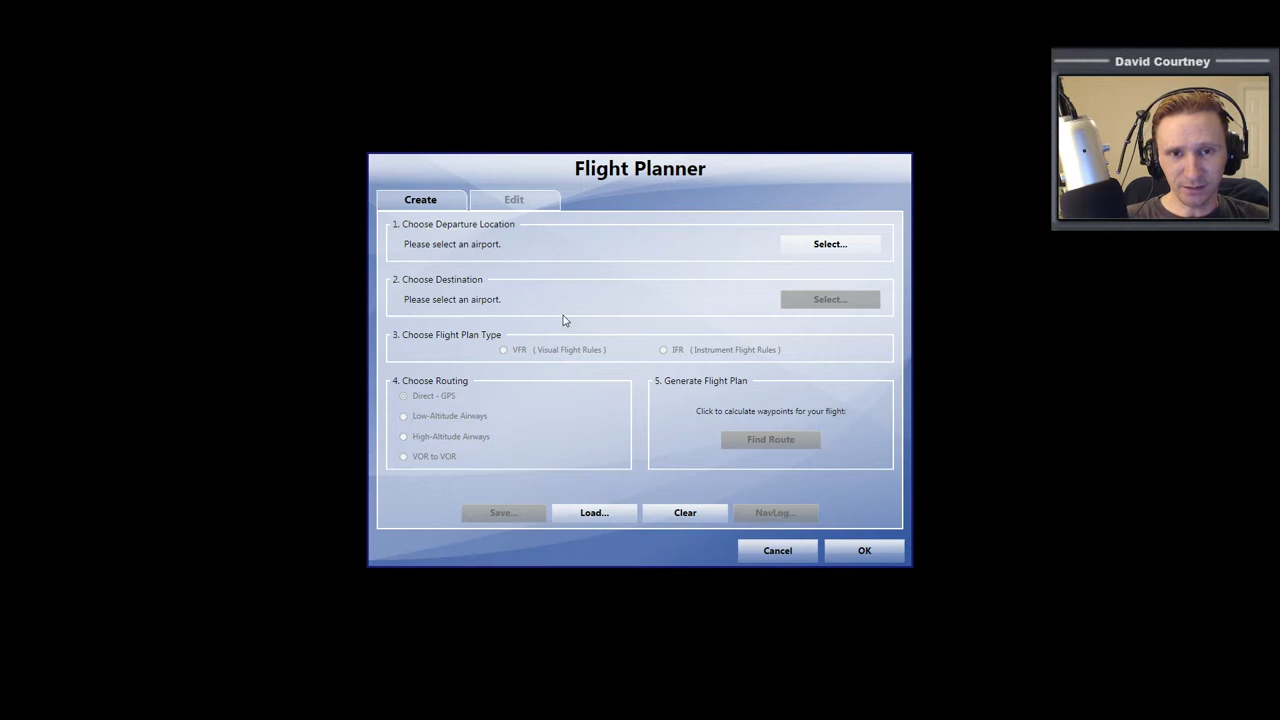 David Courtney
Flight Planner
Create
Edit
1. Choose Departure Location
Please select an airport.
Select...
2. Choose Destination
Please select an airport.
Select...
3. Choose Flight Plan Type
VFR ( Visual Flight Rules )
IFR ( Instrument Flight Rules )
4. Choose Routing
Direct - GPS
Low-Altitude Airways
High-Altitude Airways
VOR to VOR
5. Generate Flight Plan
Click to calculate waypoints for your flight:
Find Route
Save...
Load...
Clear
NavLog...
Cancel
OK